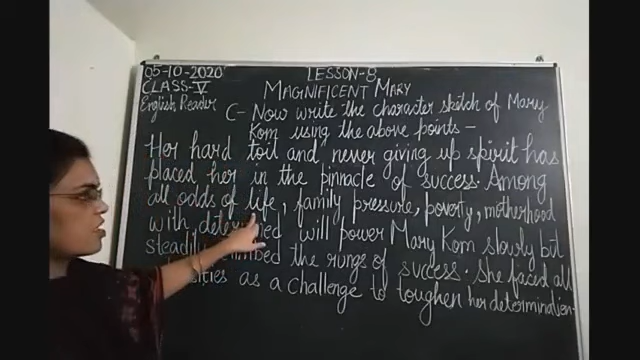 05-10-2020
LESSON-8
CLASS-V
MAGNIFICENT MARY
English Reader
C- Now write the character sketch of Mary
Kom using the above points -
Her hard toil and never giving up spirit has
placed her in the pinnacle of success. Among
all odds of life, family pressure, poverty, motherhood
with determined will power Mary Kom slowly but
steadily climbed the rungs of success. She faced all
as a challenge to toughen her determination.